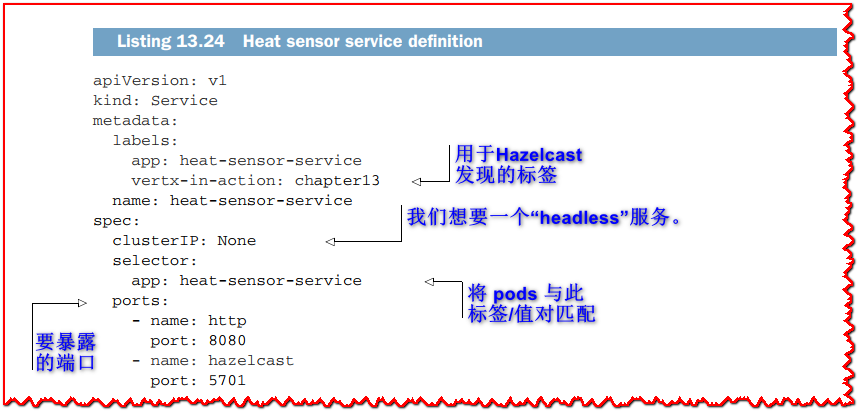 Listing 13.24 Heat sensor service definition
apiVersion: v1
kind: Service
metadata:
labels:
app: heat-sensor-service
vertx-in-action: chapter13
用于Hazelcast
发现的标签
name: heat-sensor-service
spec:
我们想要一个“headless”服务。
clusterIP: None
selector:
app: heat-sensor-service
将 pods 与此
标签/值对匹配
ports:
要暴露
的端口
- name: http
port: 8080
- name: hazelcast
port: 5701